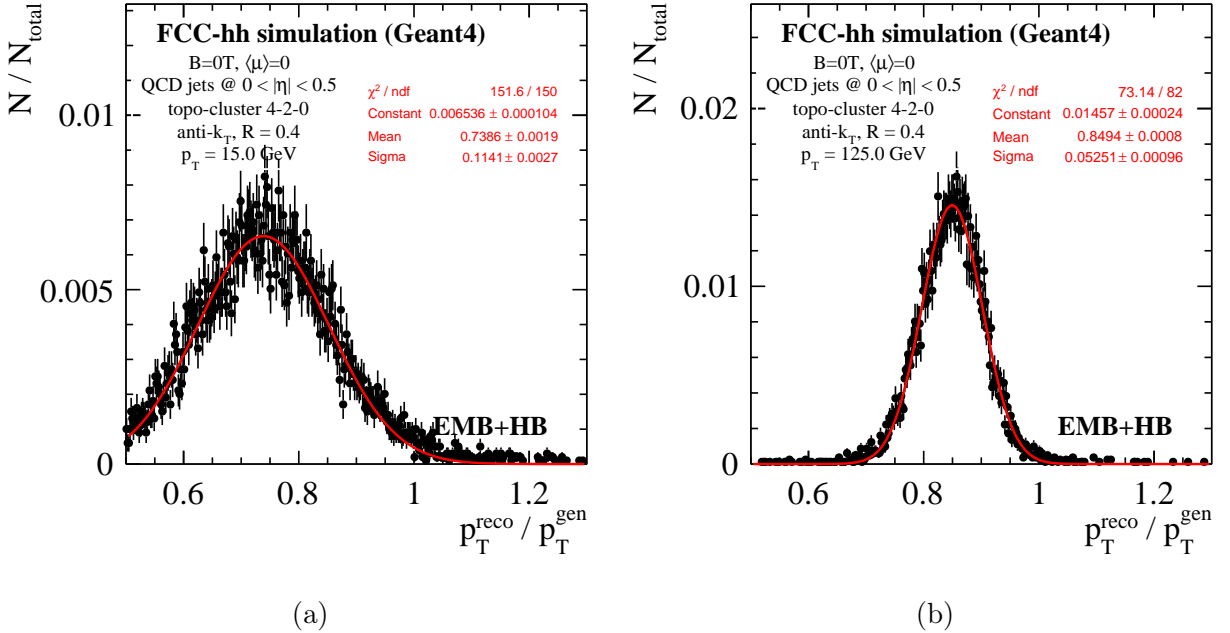 N / N_total
0.01
0.005
0
FCC-hh simulation (Geant4)
B=0T, ⟨μ⟩=0
QCD jets @ 0 < |η| < 0.5
topo-cluster 4-2-0
anti-k_T, R = 0.4
p_T = 15.0 GeV
χ² / ndf 151.6 / 150
Constant 0.006536 ± 0.000104
Mean 0.7386 ± 0.0019
Sigma 0.1141 ± 0.0027
EMB+HB
0.6 0.8 1 1.2
p_T^reco / p_T^gen
(a)
N / N_total
0.02
0.01
0
FCC-hh simulation (Geant4)
B=0T, ⟨μ⟩=0
QCD jets @ 0 < |η| < 0.5
topo-cluster 4-2-0
anti-k_T, R = 0.4
p_T = 125.0 GeV
χ² / ndf 73.14 / 82
Constant 0.01457 ± 0.00024
Mean 0.8494 ± 0.0008
Sigma 0.05251 ± 0.00096
EMB+HB
0.6 0.8 1 1.2
p_T^reco / p_T^gen
(b)